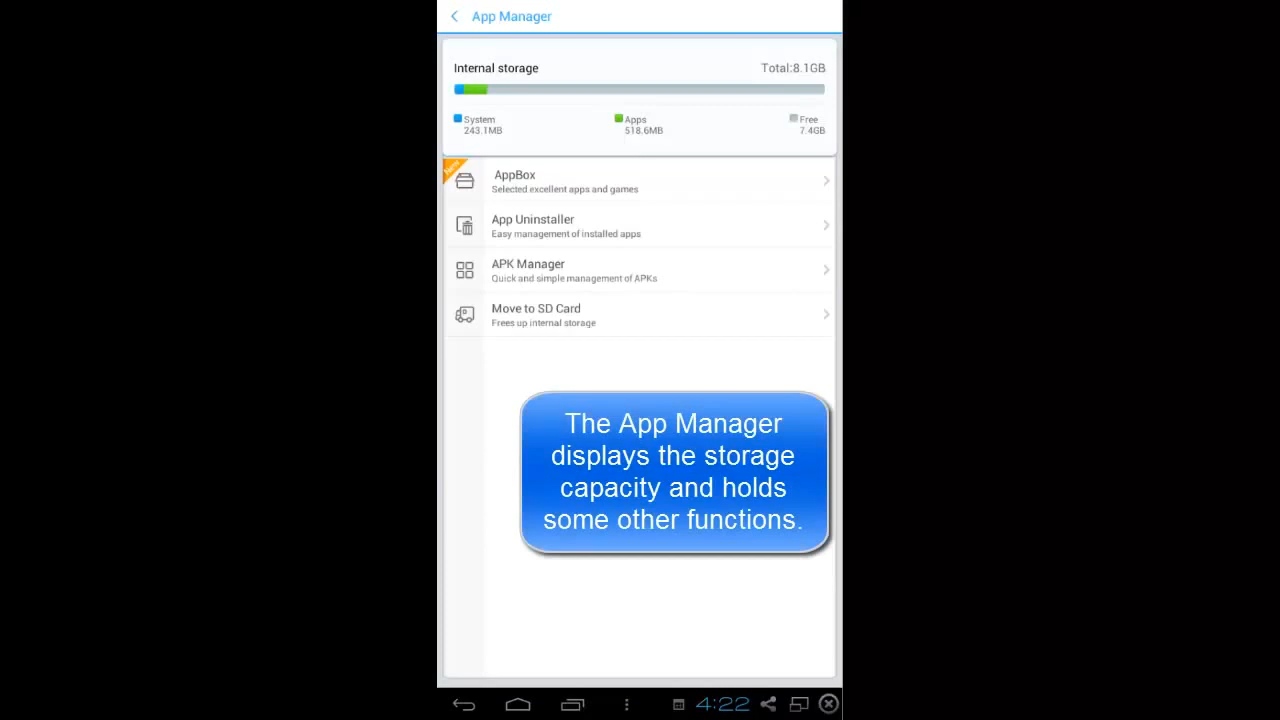 App Manager
Internal storage
Total:8.1GB
System
243.1MB
Apps
518.6MB
Free
7.4GB
New
AppBox
Selected excellent apps and games
App Uninstaller
Easy management of installed apps
APK Manager
Quick and simple management of APKs
Move to SD Card
Frees up internal storage
The App Manager
displays the storage
capacity and holds
some other functions.
4:22